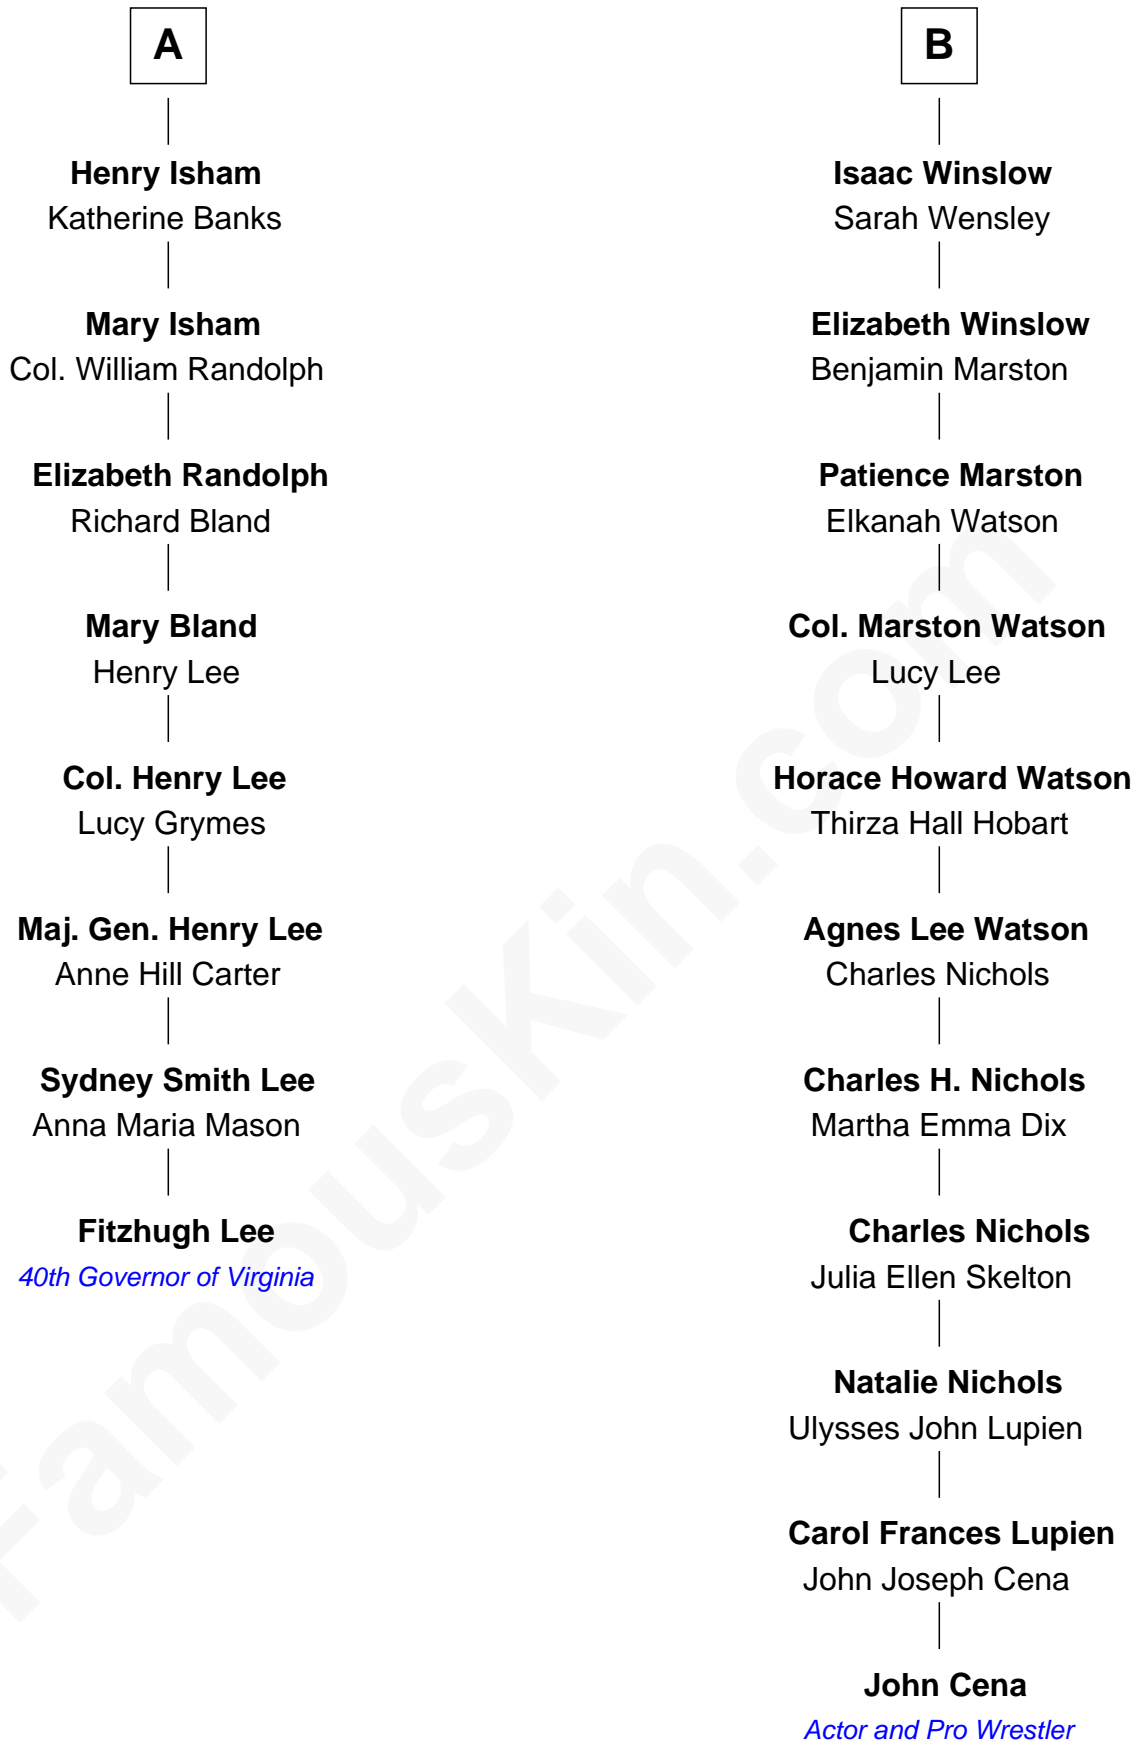 A
Henry Isham
Katherine Banks
Mary Isham
Col. William Randolph
Elizabeth Randolph
Richard Bland
Mary Bland
Henry Lee
Col. Henry Lee
Lucy Grymes
Maj. Gen. Henry Lee
Anne Hill Carter
Sydney Smith Lee
Anna Maria Mason
Fitzhugh Lee
40th Governor of Virginia
B
Isaac Winslow
Sarah Wensley
Elizabeth Winslow
Benjamin Marston
Patience Marston
Elkanah Watson
Col. Marston Watson
Lucy Lee
Horace Howard Watson
Thirza Hall Hobart
Agnes Lee Watson
Charles Nichols
Charles H. Nichols
Martha Emma Dix
Charles Nichols
Julia Ellen Skelton
Natalie Nichols
Ulysses John Lupien
Carol Frances Lupien
John Joseph Cena
John Cena
Actor and Pro Wrestler
FamousKin.com